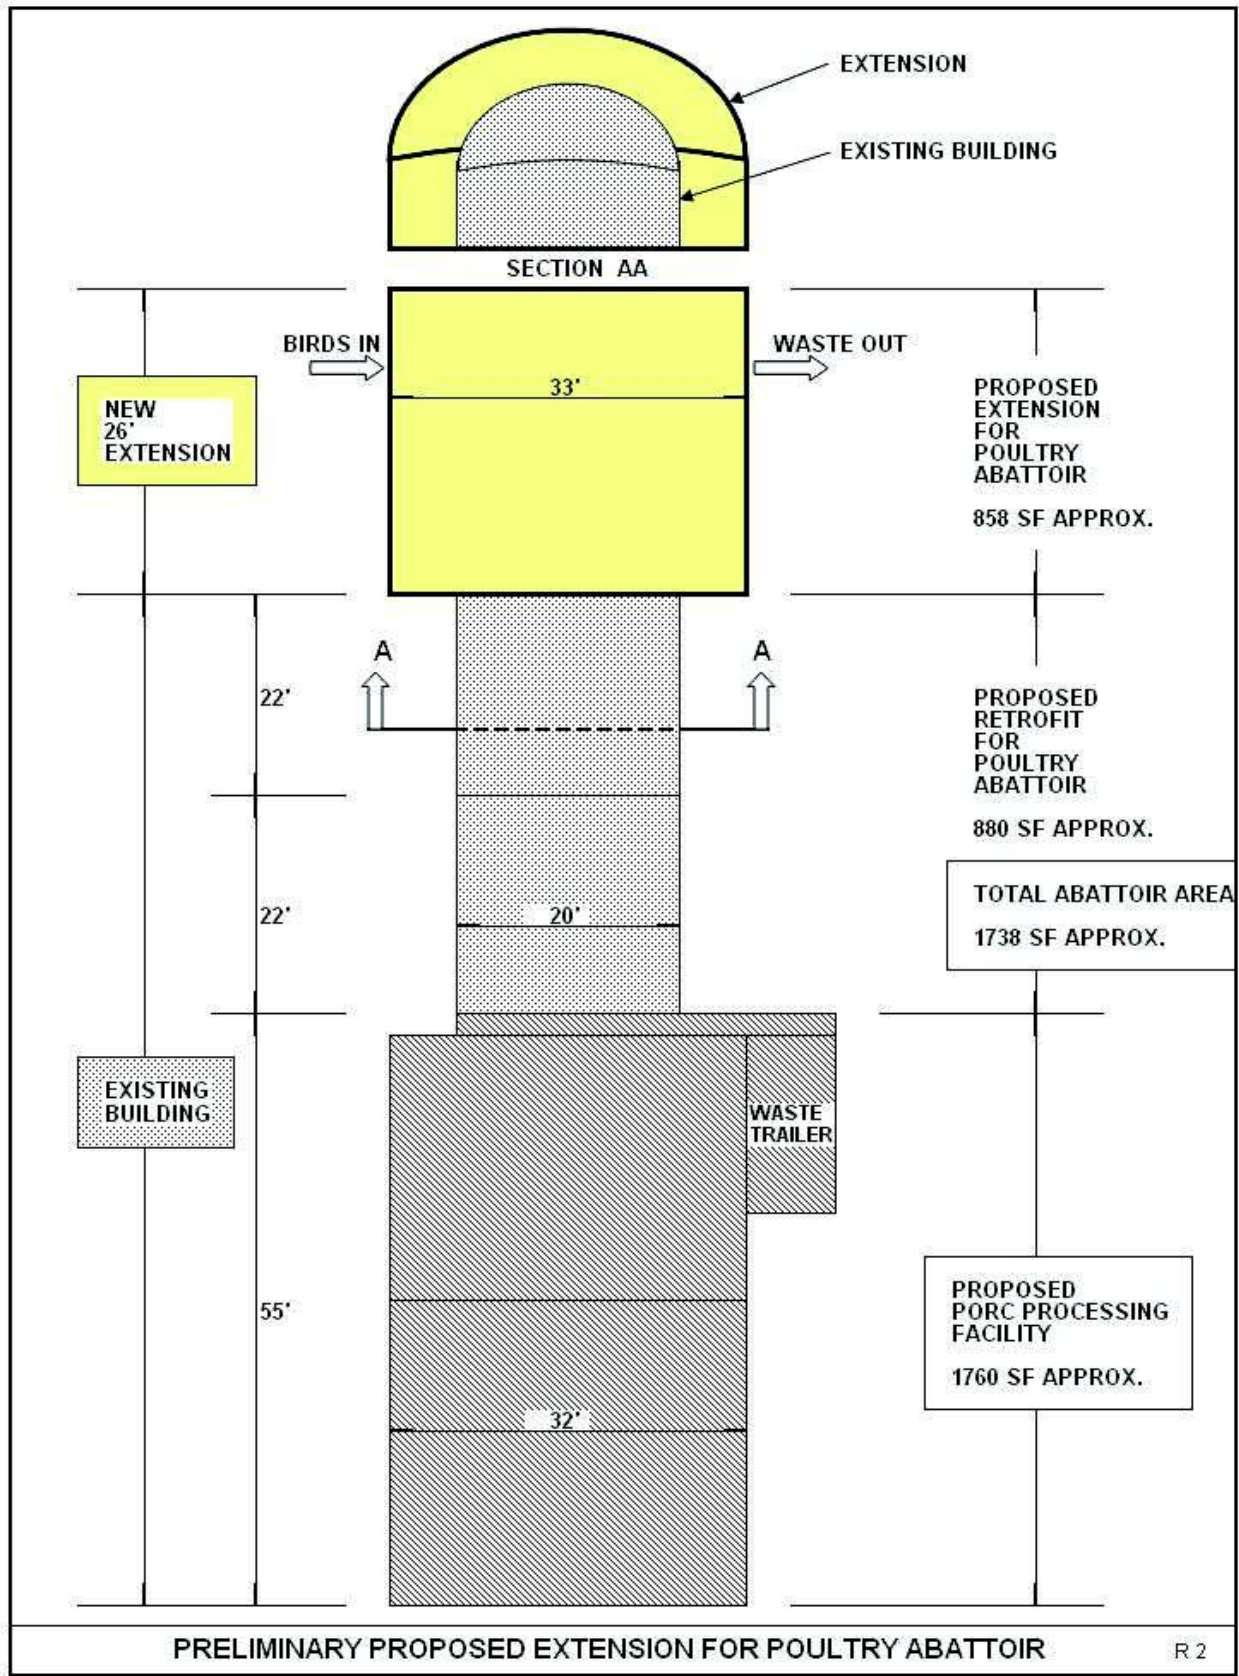 EXTENSION
EXISTING BUILDING
SECTION AA
BIRDS IN
WASTE OUT
33'
NEW
26'
EXTENSION
PROPOSED
EXTENSION
FOR
POULTRY
ABATTOIR
858 SF APPROX.
A
A
22'
PROPOSED
RETROFIT
FOR
POULTRY
ABATTOIR
880 SF APPROX.
TOTAL ABATTOIR AREA
1738 SF APPROX.
22'
20'
EXISTING
BUILDING
WASTE
TRAILER
55'
PROPOSED
PORC PROCESSING
FACILITY
1760 SF APPROX.
32'
PRELIMINARY PROPOSED EXTENSION FOR POULTRY ABATTOIR
R 2